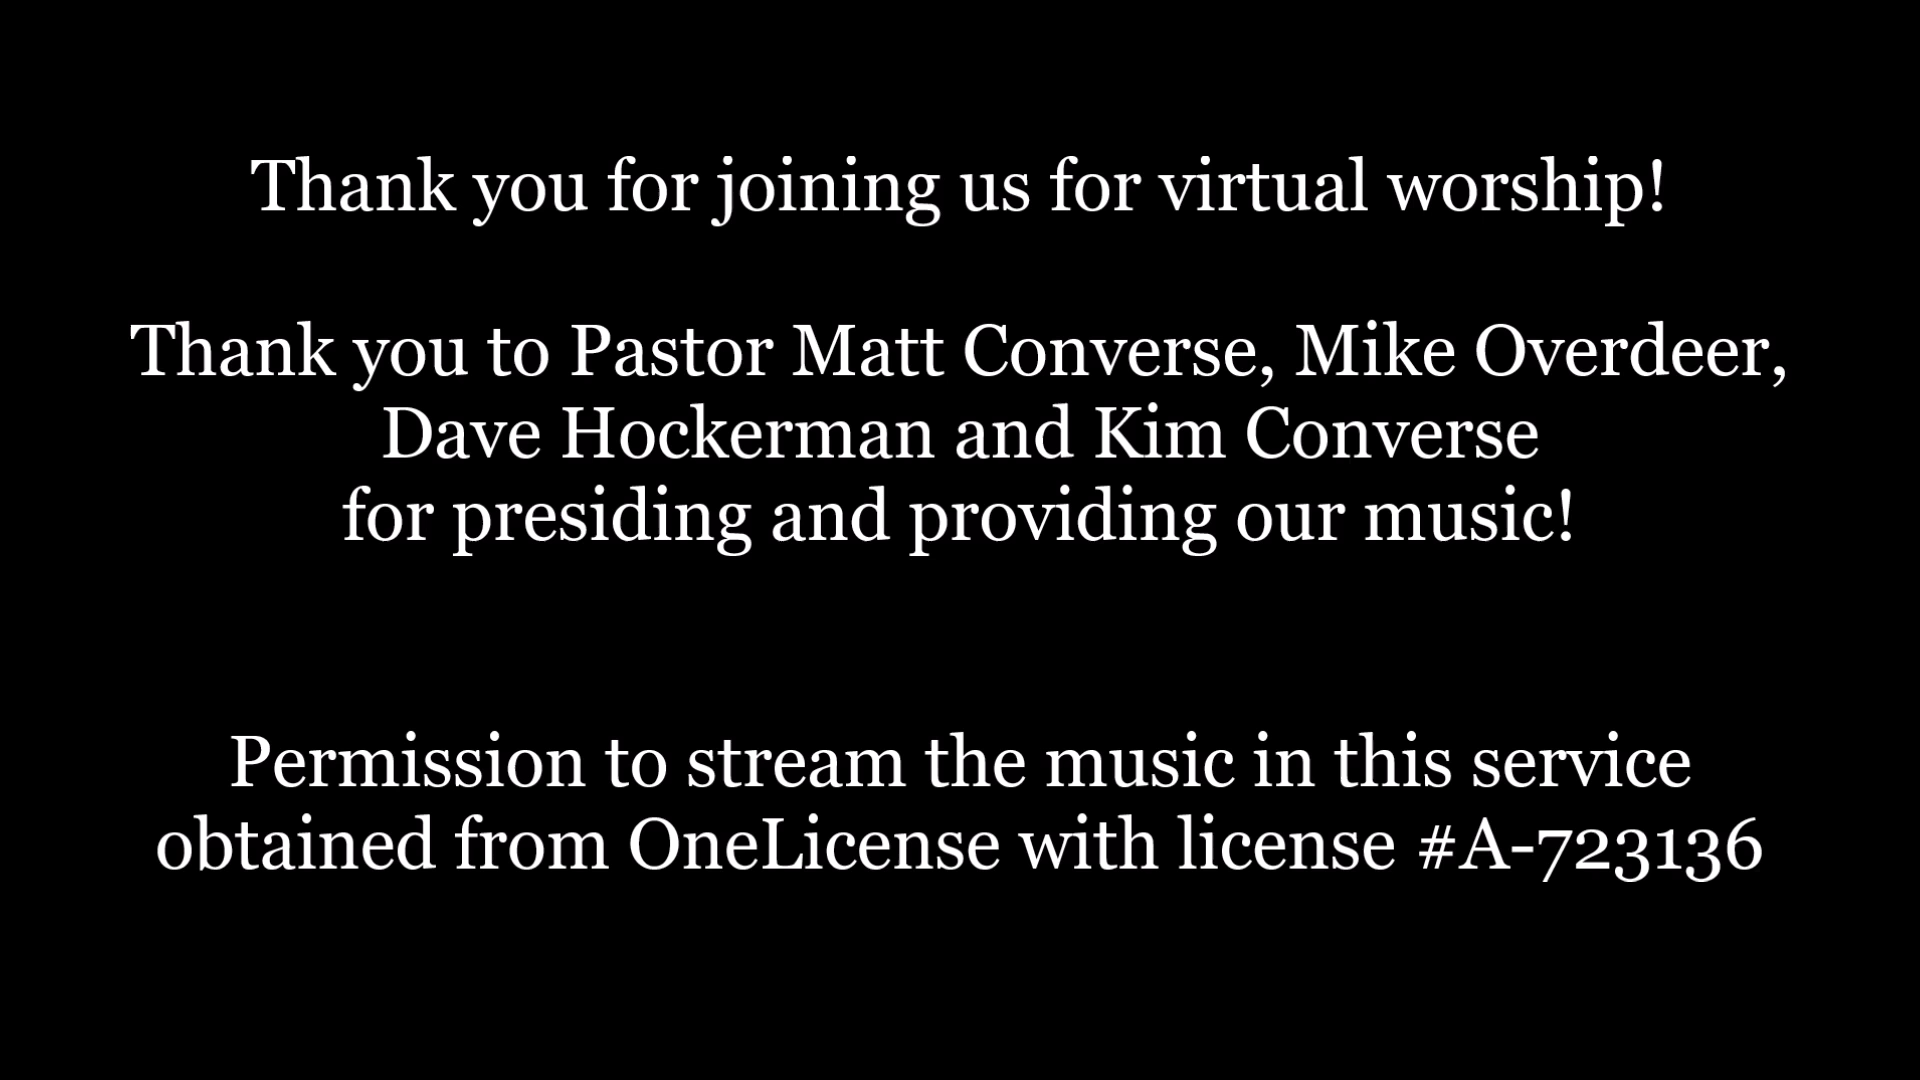 Thank you for joining us for virtual worship!
Thank you to Pastor Matt Converse, Mike Overdeer,
Dave Hockerman and Kim Converse
for presiding and providing our music!
Permission to stream the music in this service
obtained from OneLicense with license #A-723136